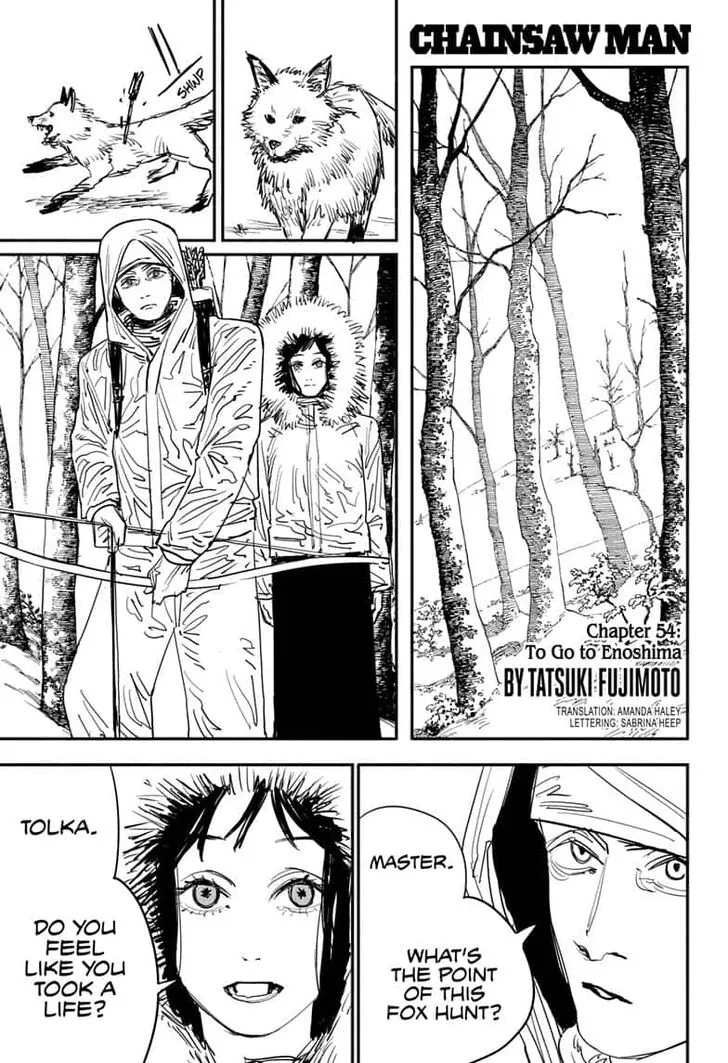 CHAINSAW MAN
Chapter 54:
To Go to Enoshima
BY TATSUKI FUJIMOTO
TRANSLATION: AMANDA HALEY
LETTERING: SABRINA HEEP
SHWP
MASTER.
WHAT'S
THE POINT
OF THIS
FOX HUNT?
TOLKA.
DO YOU
FEEL
LIKE YOU
TOOK A
LIFE?